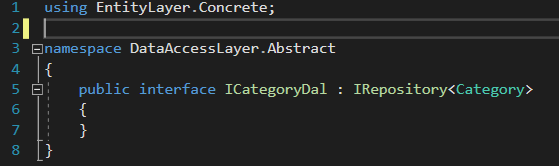 1 using EntityLayer.Concrete;
2
3 namespace DataAccessLayer.Abstract
4 {
5 public interface ICategoryDal : IRepository<Category>
6 {
7 }
8 }